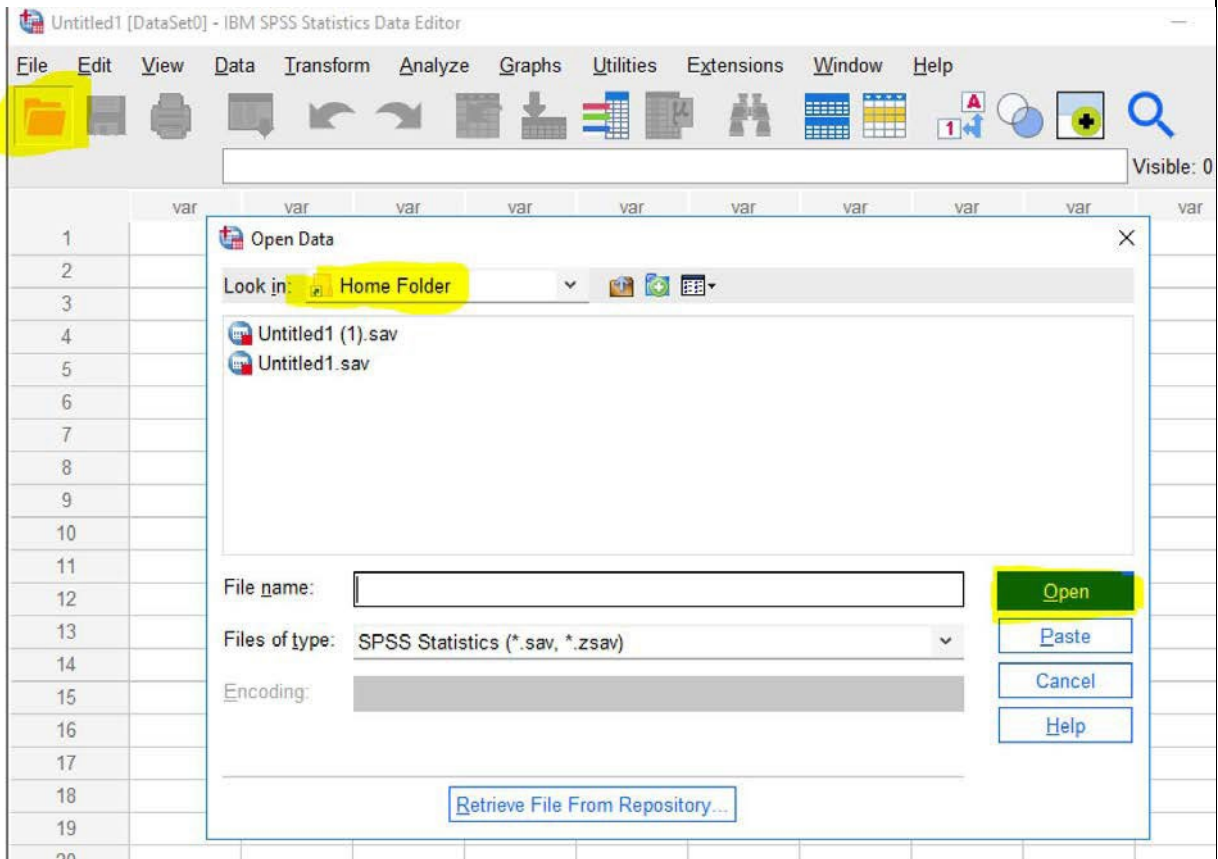 Untitled1 [DataSet0] - IBM SPSS Statistics Data Editor
File Edit View Data Transform Analyze Graphs Utilities Extensions Window Help
A
1
μ
Visible: 0
var var var var var var var var var var
Open Data
Look in: Home Folder
Untitled1 (1).sav
Untitled1.sav
File name:
Open
Files of type: SPSS Statistics (*.sav, *.zsav)
Paste
Encoding:
Cancel
Help
Retrieve File From Repository...
1
2
3
4
5
6
7
8
9
10
11
12
13
14
15
16
17
18
19
20